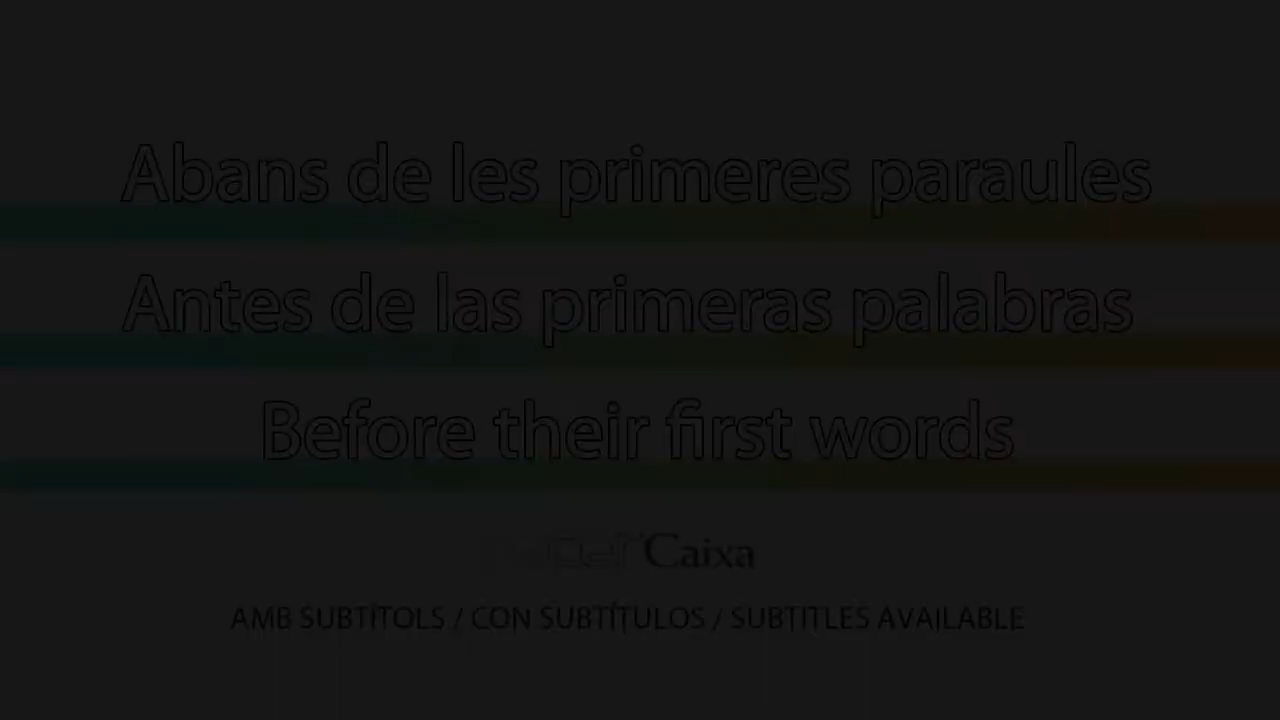 Abans de les primeres paraules
Antes de las primeras palabras
Before their first words
Caixa
AMB SUBTÍTOLS / CON SUBTÍTULOS / SUBTITLES AVAILABLE